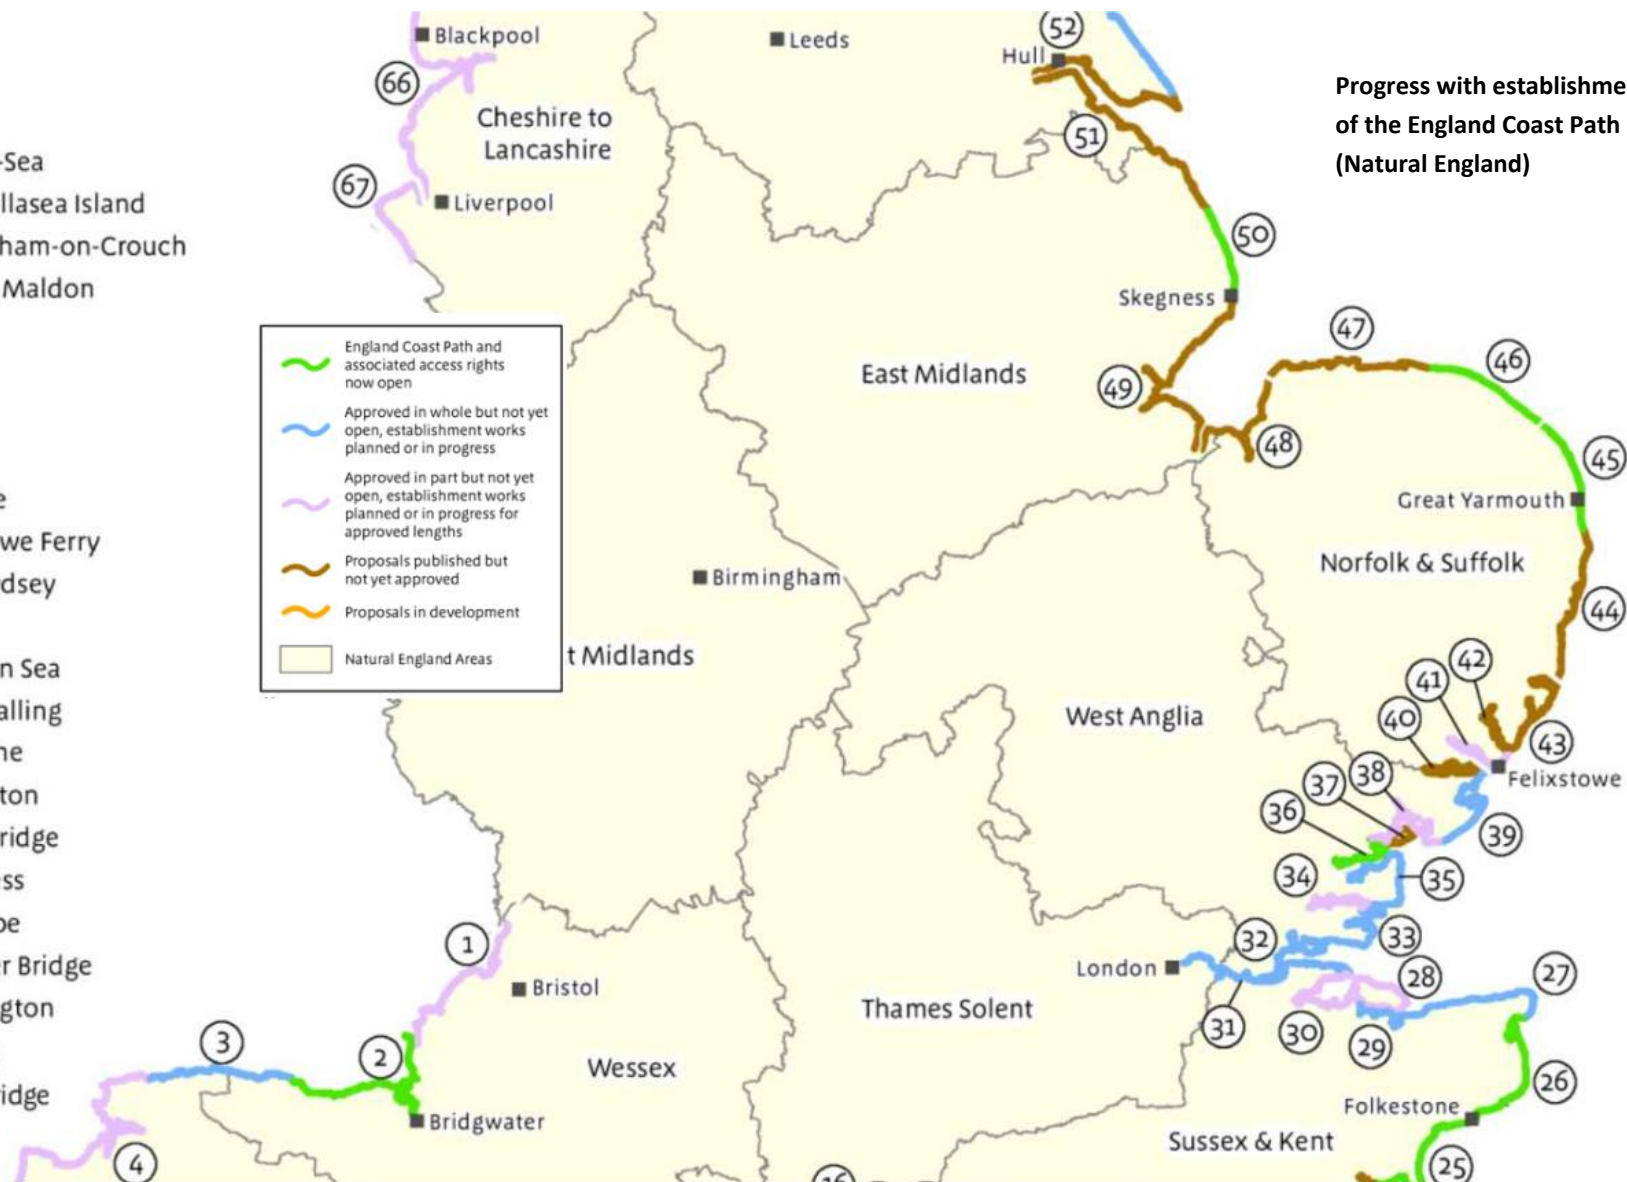 Progress with establishme
of the England Coast Path
(Natural England)
-Sea
llasea Island
ham-on-Crouch
Maldon
e
we Ferry
dsey
n Sea
alling
ne
ton
ridge
ss
be
r Bridge
gton
idge
England Coast Path and
associated access rights
now open
Approved in whole but not yet
open, establishment works
planned or in progress
Approved in part but not yet
open, establishment works
planned or in progress for
approved lengths
Proposals published but
not yet approved
Proposals in development
Natural England Areas
Blackpool
Leeds
52
Hull
66
Cheshire to
Lancashire
51
67
Liverpool
50
Skegness
47
46
East Midlands
49
48
45
Great Yarmouth
Norfolk & Suffolk
Birmingham
44
t Midlands
42
41
West Anglia
40
43
Felixstowe
38
37
36
39
34
35
1
32
33
London
28
27
Bristol
Thames Solent
31
30
29
3
2
Wessex
26
Folkestone
Bridgwater
Sussex & Kent
4
25
16